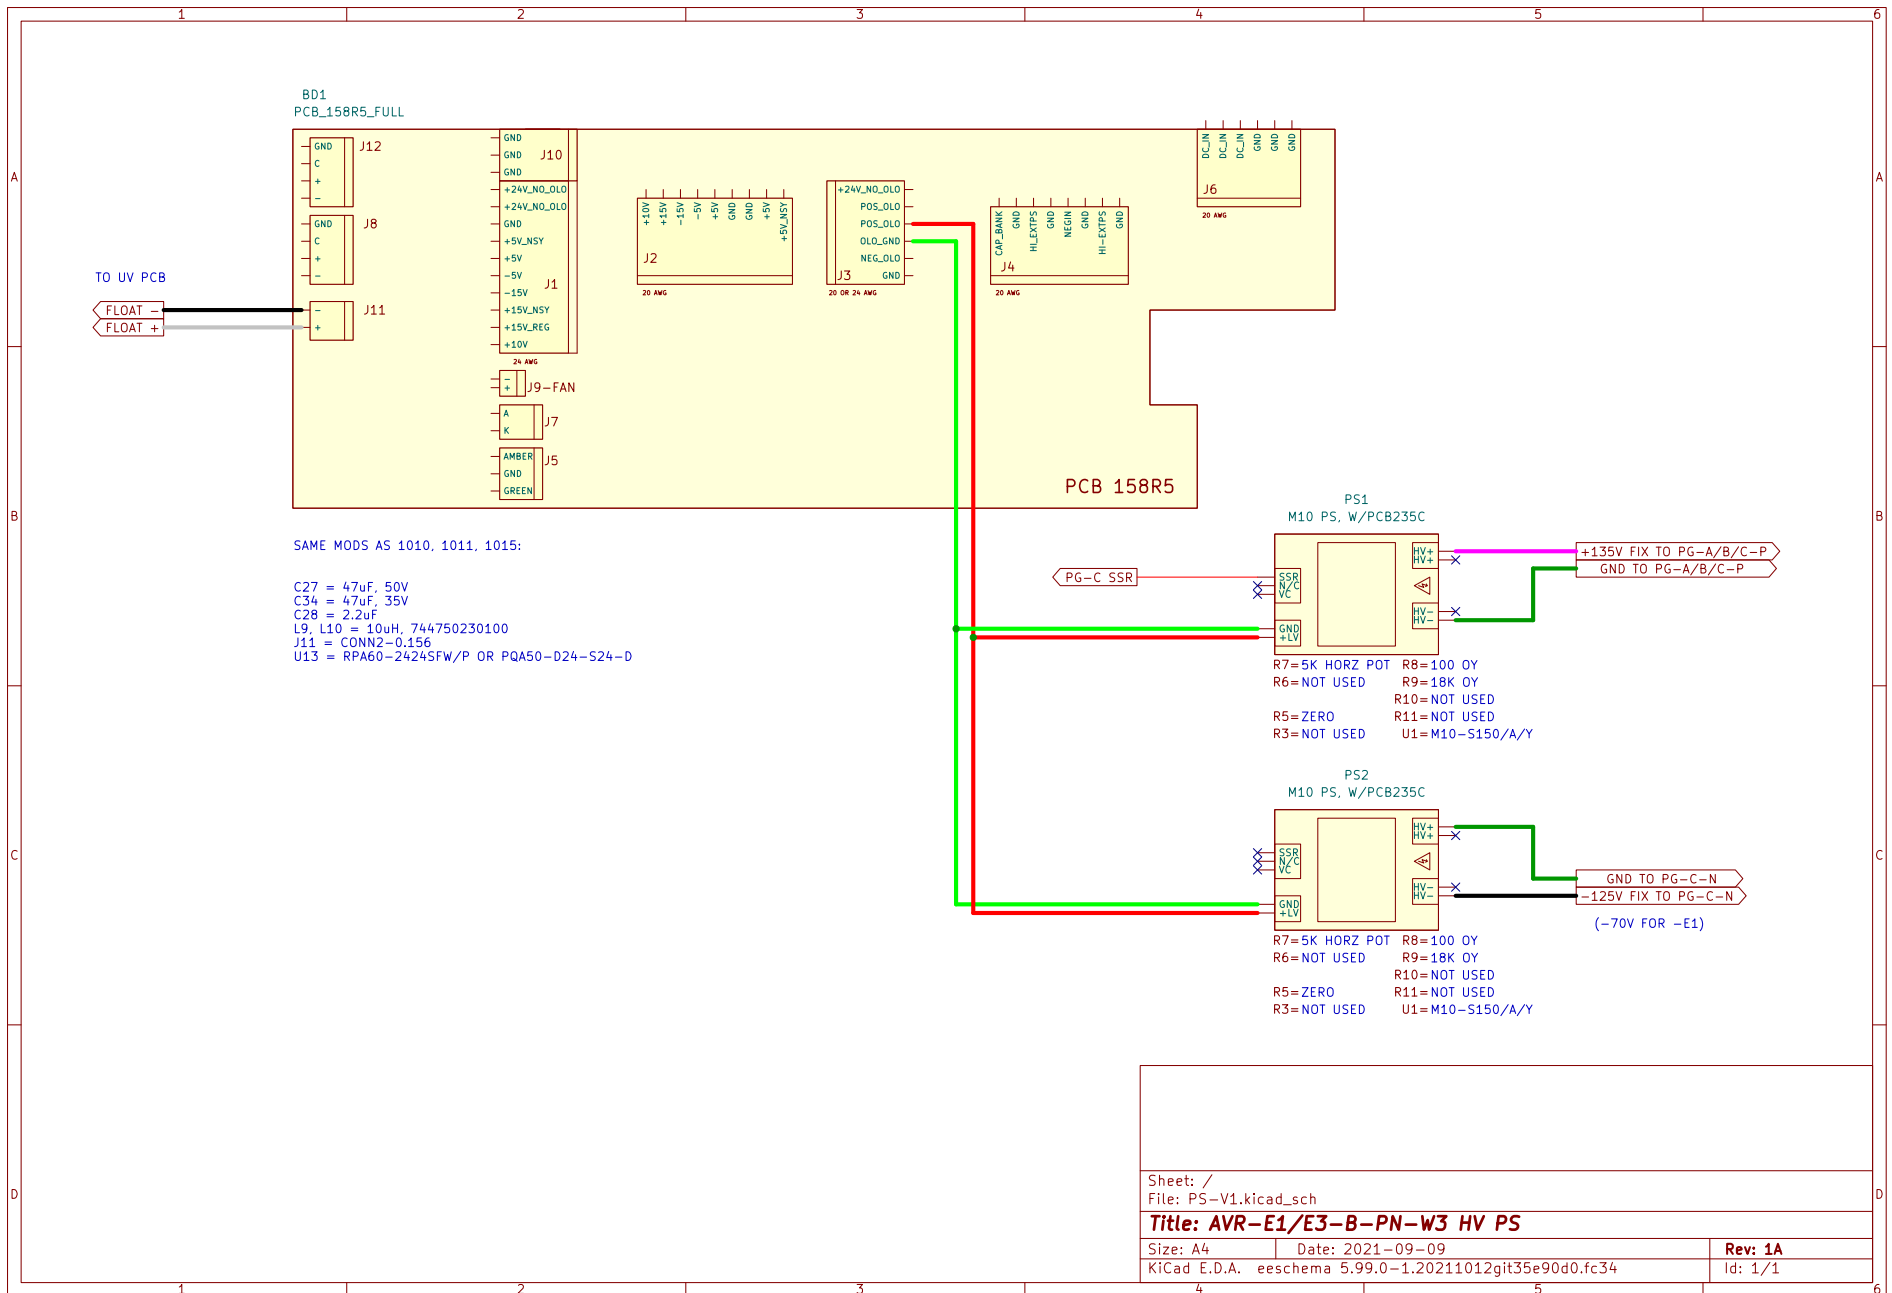 1 2 3 4 5 6
A
B
C
D
A
B
C
D
1 2 3 4 5 6
BD1
PCB_158R5_FULL
J12
GND
C
+
−
J8
GND
C
+
−
TO UV PCB
FLOAT −
FLOAT +
J11
−
+
J10
GND
GND
GND
J1
+24V_NO_OLO
+24V_NO_OLO
GND
+5V_NSY
+5V
−5V
−15V
+15V_NSY
+15V_REG
+10V
24 AWG
J9−FAN
−
+
J7
A
K
J5
AMBER
GND
GREEN
J2
+10V
+15V
−15V
−5V
+5V
GND
GND
+5V
+5V_NSY
20 AWG
J3
+24V_NO_OLO
POS_OLO
POS_OLO
OLO_GND
NEG_OLO
GND
20 OR 24 AWG
J4
CAP_BANK
GND
HI_EXTPS
GND
NEGIN
GND
HI−EXTPS
GND
20 AWG
J6
DC_IN
DC_IN
DC_IN
GND
GND
GND
20 AWG
PCB 158R5
SAME MODS AS 1010, 1011, 1015:
C27 = 47uF, 50V
C34 = 47uF, 35V
C28 = 2.2uF
L9, L10 = 10uH, 744750230100
J11 = CONN2−0.156
U13 = RPA60−2424SFW/P OR PQA50−D24−S24−D
PS1
M10 PS, W/PCB235C
PG−C SSR
SSR
N/C
VC
GND
+LV
HV+
HV+
HV−
HV−
+135V FIX TO PG−A/B/C−P
GND TO PG−A/B/C−P
R7=5K HORZ POT R8=100 OY
R6=NOT USED R9=18K OY
R10=NOT USED
R5=ZERO R11=NOT USED
R3=NOT USED U1=M10−S150/A/Y
PS2
M10 PS, W/PCB235C
SSR
N/C
VC
GND
+LV
HV+
HV+
HV−
HV−
GND TO PG−C−N
−125V FIX TO PG−C−N
(−70V FOR −E1)
R7=5K HORZ POT R8=100 OY
R6=NOT USED R9=18K OY
R10=NOT USED
R5=ZERO R11=NOT USED
R3=NOT USED U1=M10−S150/A/Y
Sheet: /
File: PS−V1.kicad_sch
Title: AVR−E1/E3−B−PN−W3 HV PS
Size: A4 Date: 2021−09−09 Rev: 1A
KiCad E.D.A. eeschema 5.99.0−1.20211012git35e90d0.fc34 Id: 1/1